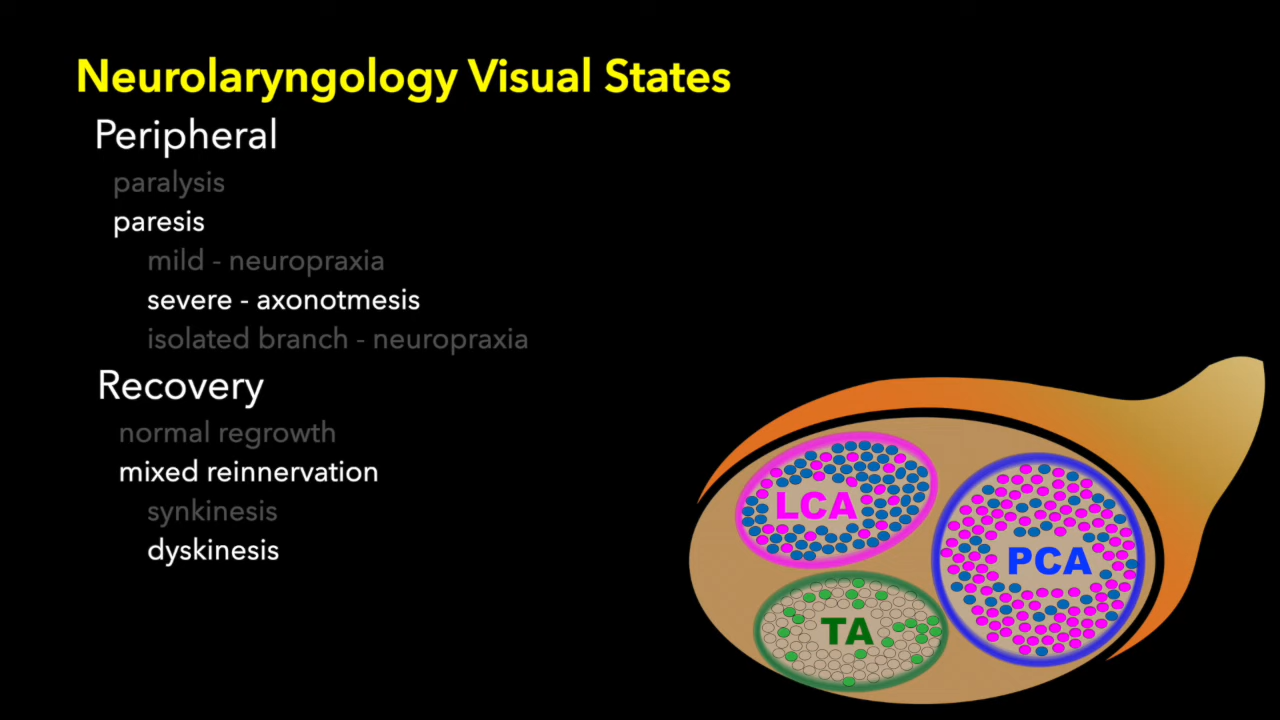 Neurolaryngology Visual States
Peripheral
paralysis
paresis
mild - neuropraxia
severe - axonotmesis
isolated branch - neuropraxia
Recovery
normal regrowth
mixed reinnervation
synkinesis
dyskinesis
LCA
PCA
TA